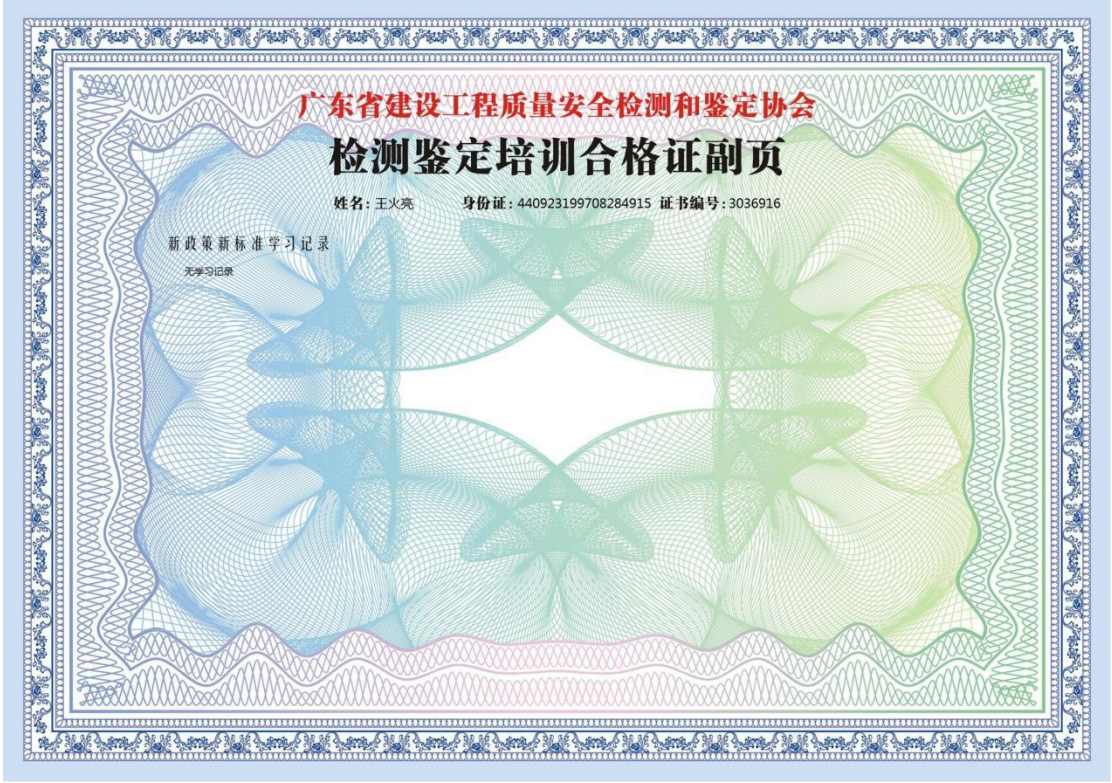 广东省建设工程质量安全检测和鉴定协会
检测鉴定培训合格证副页
姓名:王火亮 身份证:440923199708284915 证书编号:3036916
新政策新标准学习记录
无学习记录